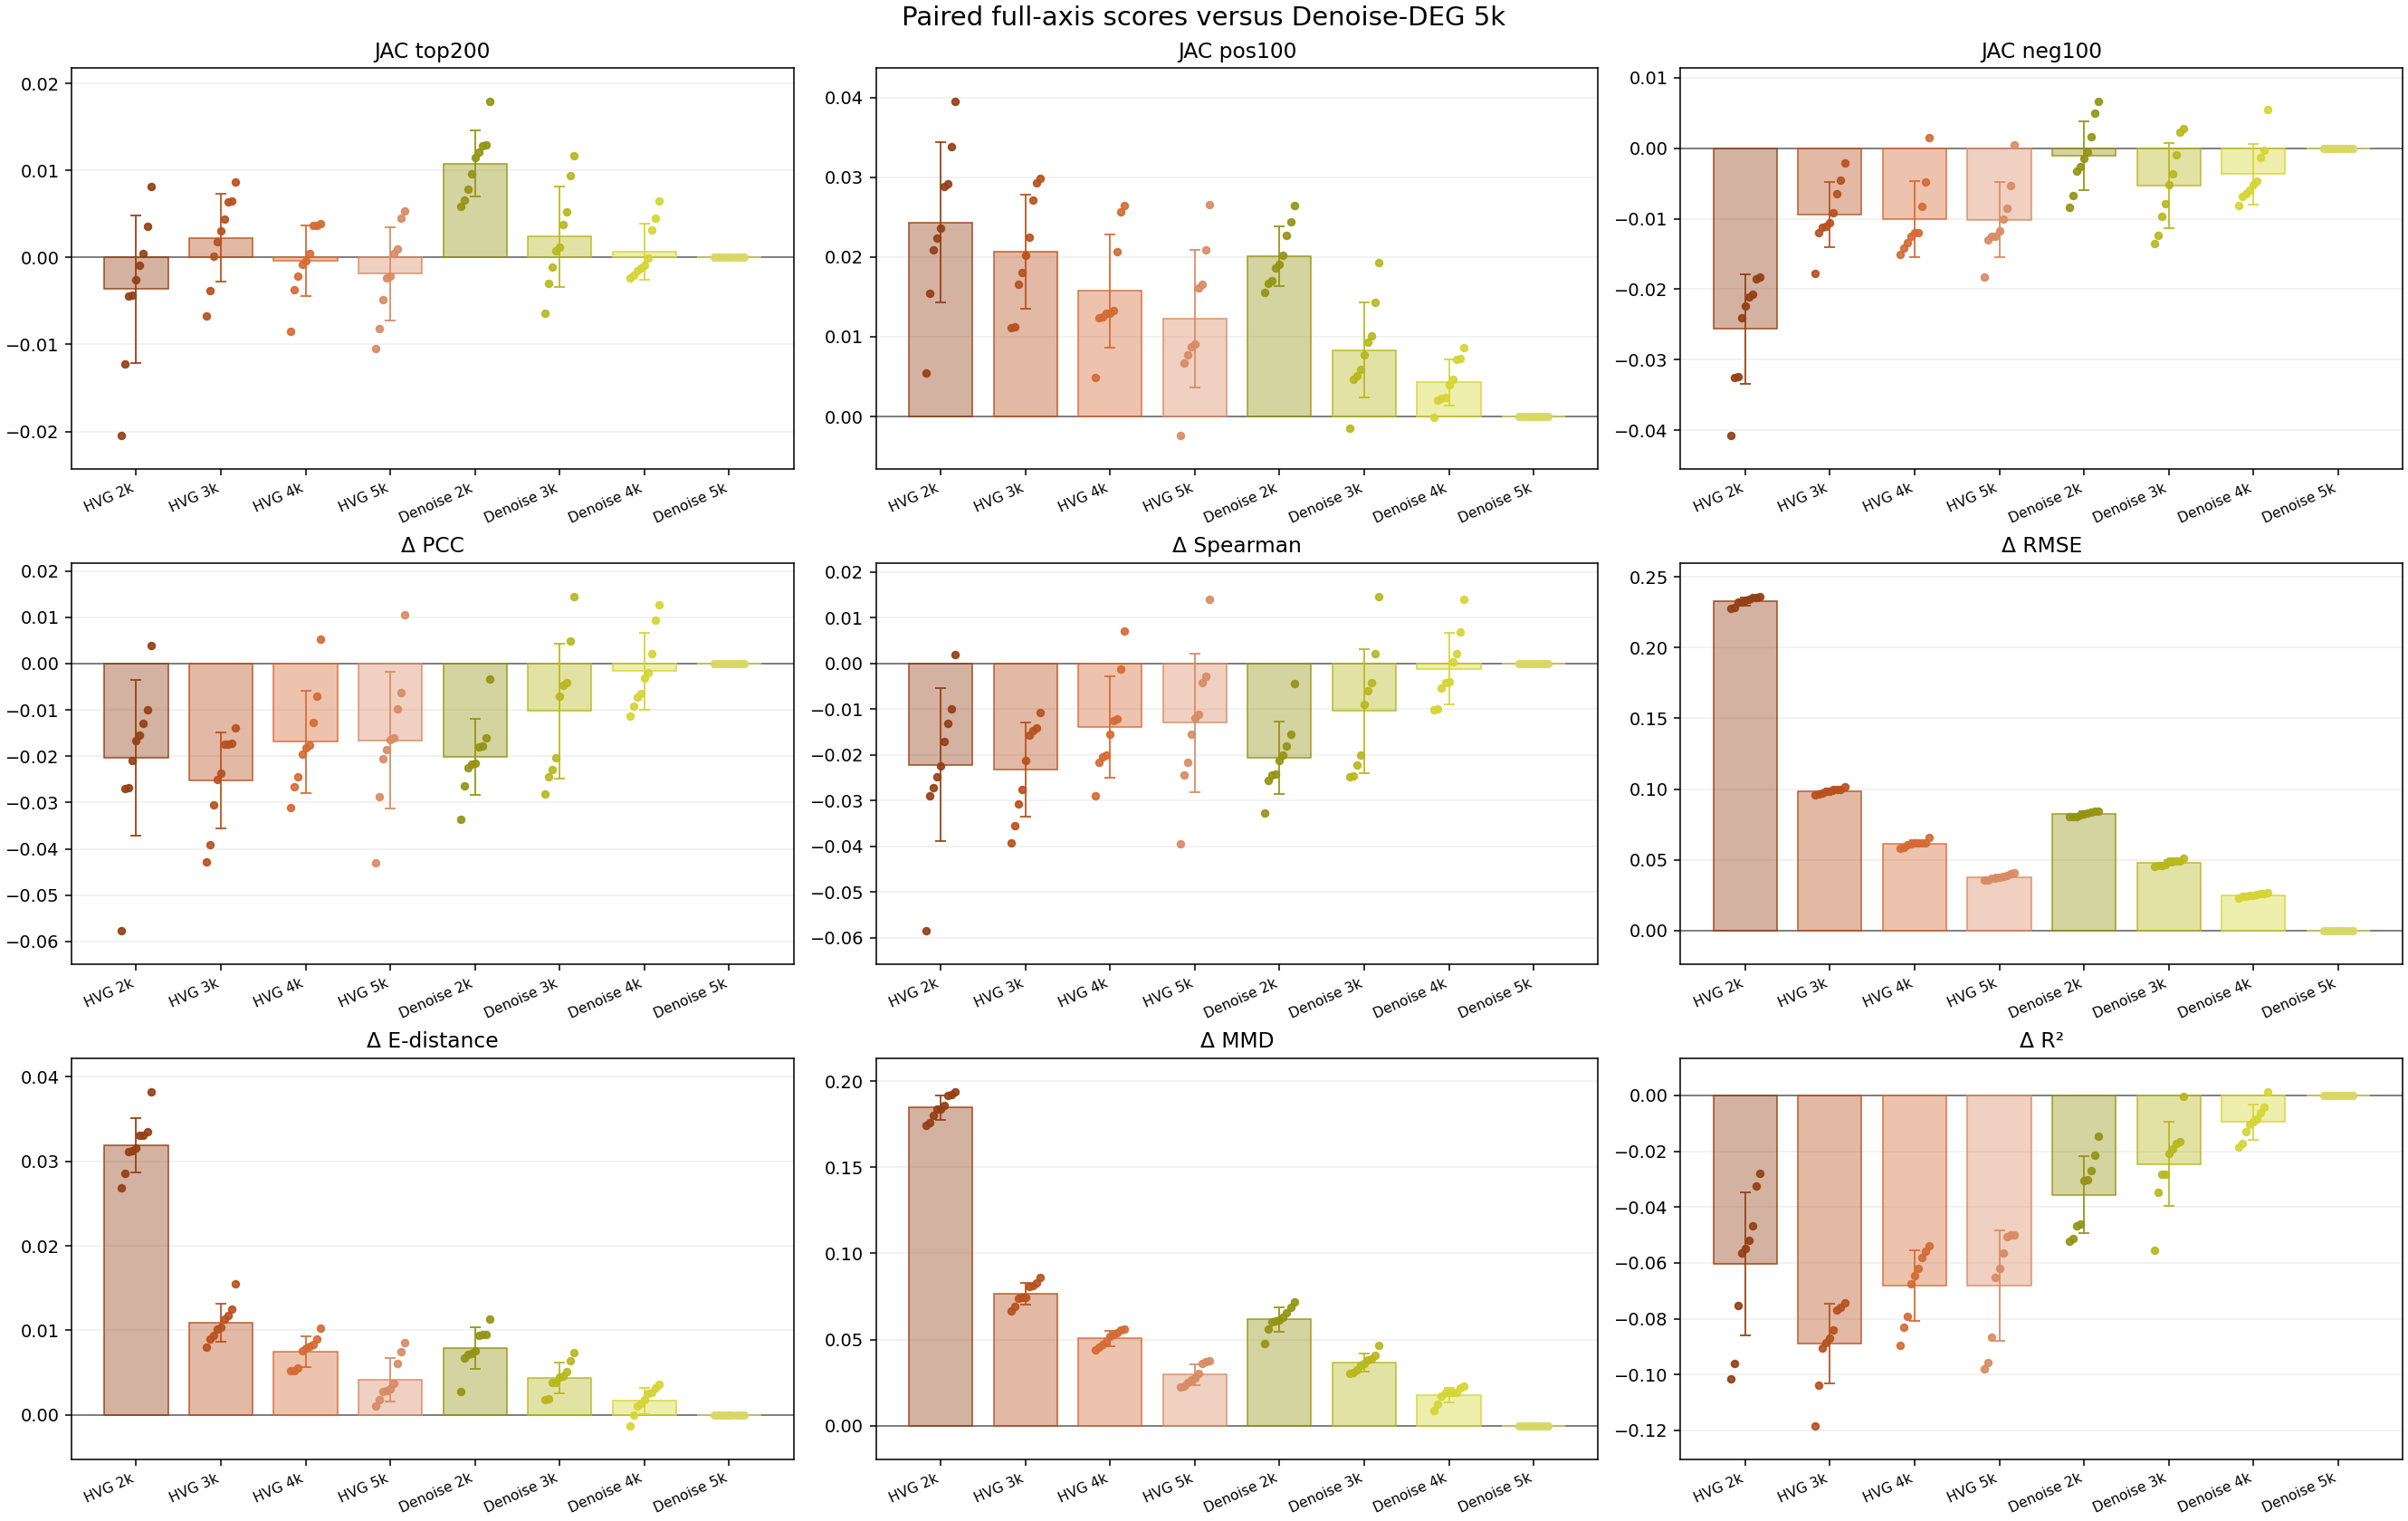 Paired full-axis scores versus Denoise-DEG 5k
JAC top200
JAC pos100
JAC neg100
0.02
0.01
0.00
−0.01
−0.02
0.04
0.03
0.02
0.01
0.00
0.01
0.00
−0.01
−0.02
−0.03
−0.04
HVG 2k
HVG 3k
HVG 4k
HVG 5k
Denoise 2k
Denoise 3k
Denoise 4k
Denoise 5k
HVG 2k
HVG 3k
HVG 4k
HVG 5k
Denoise 2k
Denoise 3k
Denoise 4k
Denoise 5k
HVG 2k
HVG 3k
HVG 4k
HVG 5k
Denoise 2k
Denoise 3k
Denoise 4k
Denoise 5k
Δ PCC
Δ Spearman
Δ RMSE
0.02
0.01
0.00
−0.01
−0.02
−0.03
−0.04
−0.05
−0.06
0.02
0.01
0.00
−0.01
−0.02
−0.03
−0.04
−0.05
−0.06
0.25
0.20
0.15
0.10
0.05
0.00
HVG 2k
HVG 3k
HVG 4k
HVG 5k
Denoise 2k
Denoise 3k
Denoise 4k
Denoise 5k
HVG 2k
HVG 3k
HVG 4k
HVG 5k
Denoise 2k
Denoise 3k
Denoise 4k
Denoise 5k
HVG 2k
HVG 3k
HVG 4k
HVG 5k
Denoise 2k
Denoise 3k
Denoise 4k
Denoise 5k
Δ E-distance
Δ MMD
Δ R²
0.04
0.03
0.02
0.01
0.00
0.20
0.15
0.10
0.05
0.00
0.00
−0.02
−0.04
−0.06
−0.08
−0.10
−0.12
HVG 2k
HVG 3k
HVG 4k
HVG 5k
Denoise 2k
Denoise 3k
Denoise 4k
Denoise 5k
HVG 2k
HVG 3k
HVG 4k
HVG 5k
Denoise 2k
Denoise 3k
Denoise 4k
Denoise 5k
HVG 2k
HVG 3k
HVG 4k
HVG 5k
Denoise 2k
Denoise 3k
Denoise 4k
Denoise 5k